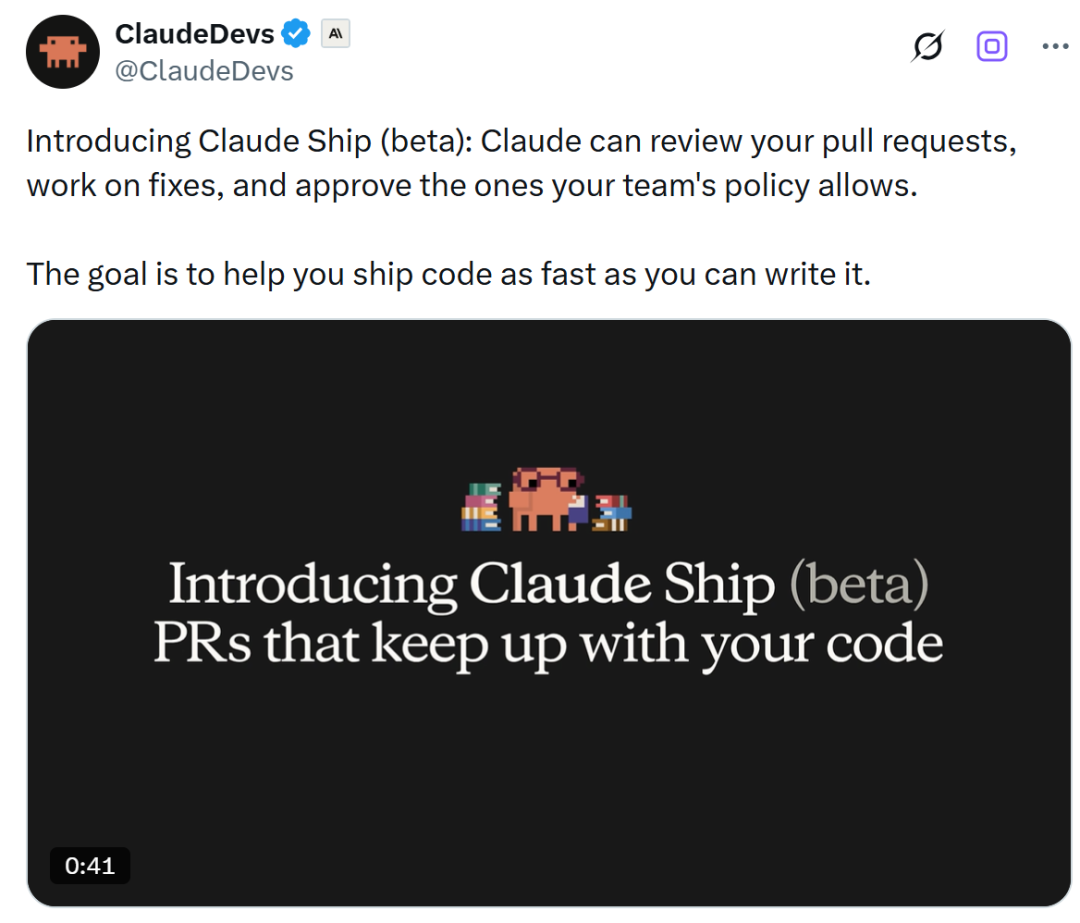 ClaudeDevs
A\
@ClaudeDevs
Introducing Claude Ship (beta): Claude can review your pull requests,
work on fixes, and approve the ones your team's policy allows.
The goal is to help you ship code as fast as you can write it.
Introducing Claude Ship (beta)
PRs that keep up with your code
0:41